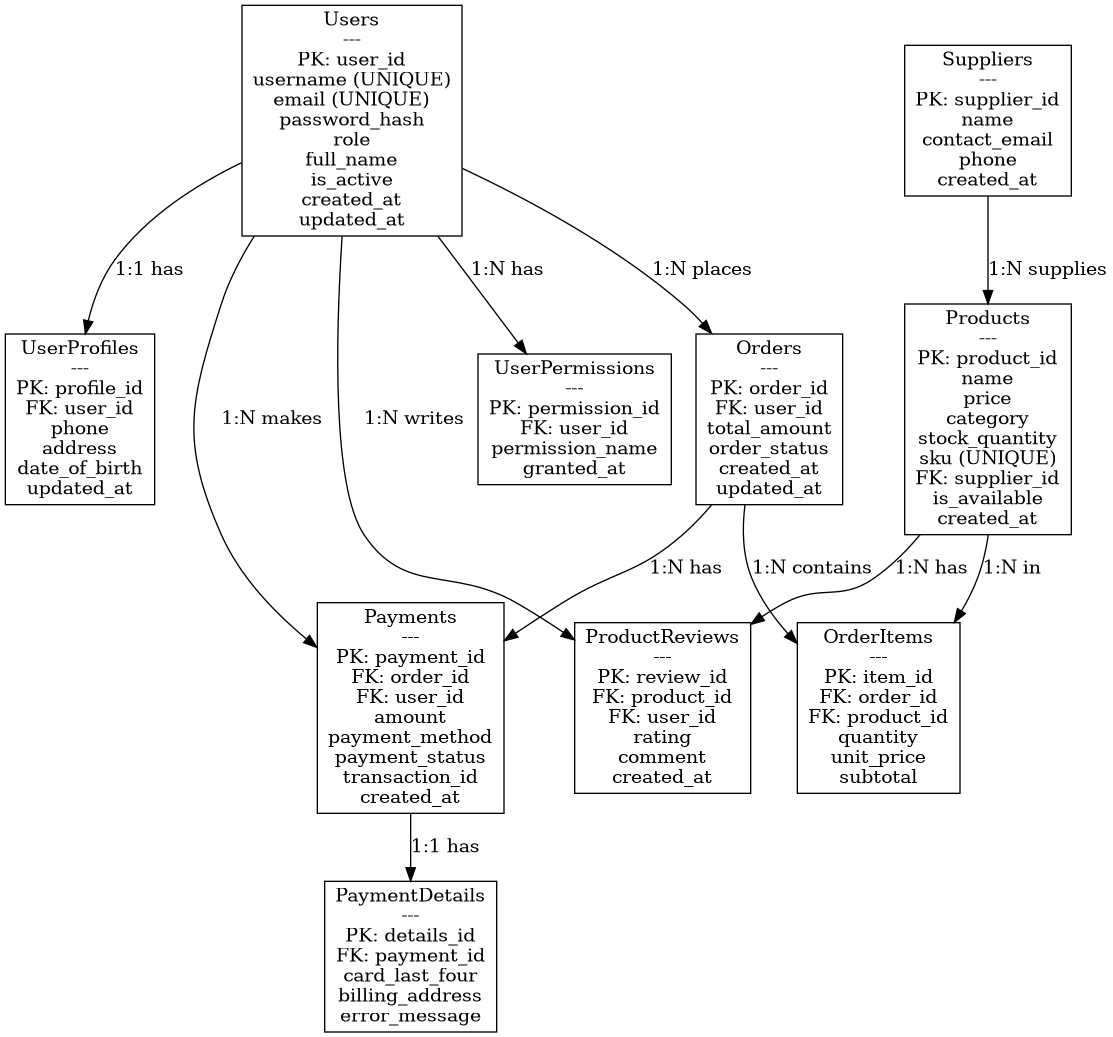 Users
---
PK: user_id
username (UNIQUE)
email (UNIQUE)
password_hash
role
full_name
is_active
created_at
updated_at
Suppliers
---
PK: supplier_id
name
contact_email
phone
created_at
1:1 has
1:N has
1:N places
1:N supplies
UserProfiles
---
PK: profile_id
FK: user_id
phone
address
date_of_birth
updated_at
1:N makes
1:N writes
UserPermissions
---
PK: permission_id
FK: user_id
permission_name
granted_at
Orders
---
PK: order_id
FK: user_id
total_amount
order_status
created_at
updated_at
Products
---
PK: product_id
name
price
category
stock_quantity
sku (UNIQUE)
FK: supplier_id
is_available
created_at
1:N has
1:N contains
1:N has
1:N in
Payments
---
PK: payment_id
FK: order_id
FK: user_id
amount
payment_method
payment_status
transaction_id
created_at
ProductReviews
---
PK: review_id
FK: product_id
FK: user_id
rating
comment
created_at
OrderItems
---
PK: item_id
FK: order_id
FK: product_id
quantity
unit_price
subtotal
1:1 has
PaymentDetails
---
PK: details_id
FK: payment_id
card_last_four
billing_address
error_message